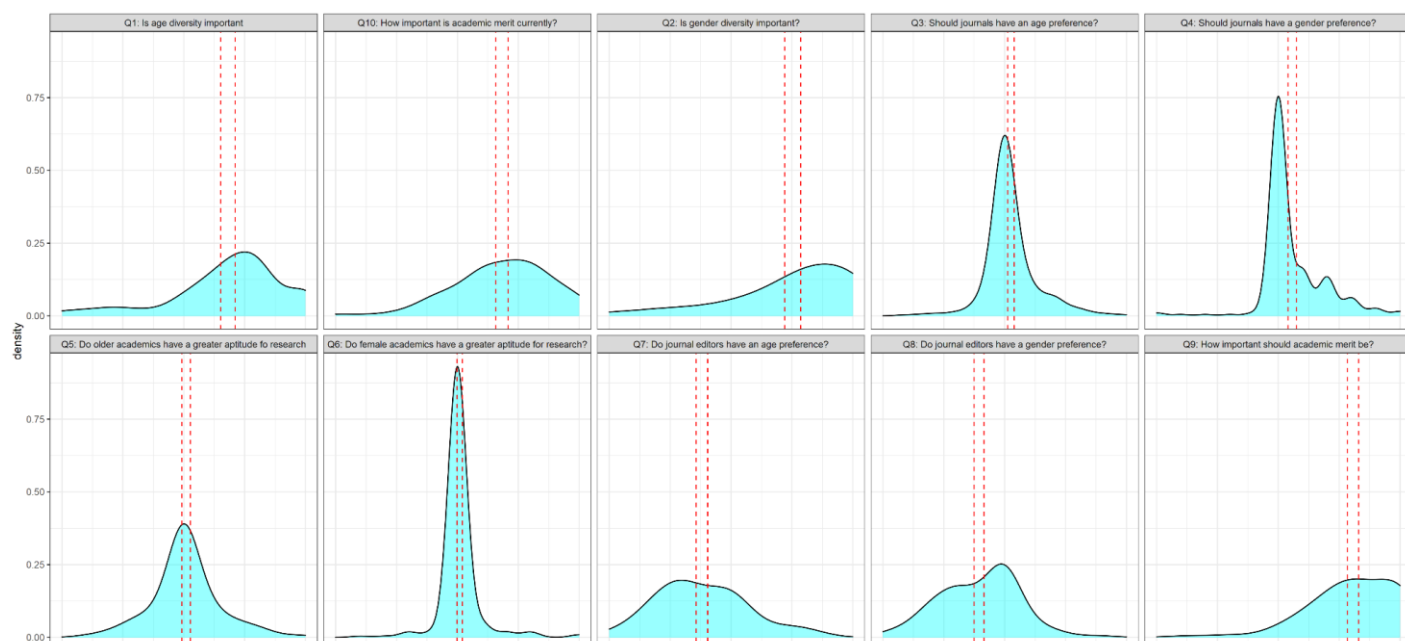 Q1: Is age diversity important
Q10: How important is academic merit currently?
Q2: Is gender diversity important?
Q3: Should journals have an age preference?
Q4: Should journals have a gender preference?
0.75
0.50
0.25
0.00
density
Q5: Do older academics have a greater aptitude fo research
Q6: Do female academics have a greater aptitude for research?
Q7: Do journal editors have an age preference?
Q8: Do journal editors have a gender preference?
Q9: How important should academic merit be?
0.75
0.50
0.25
0.00